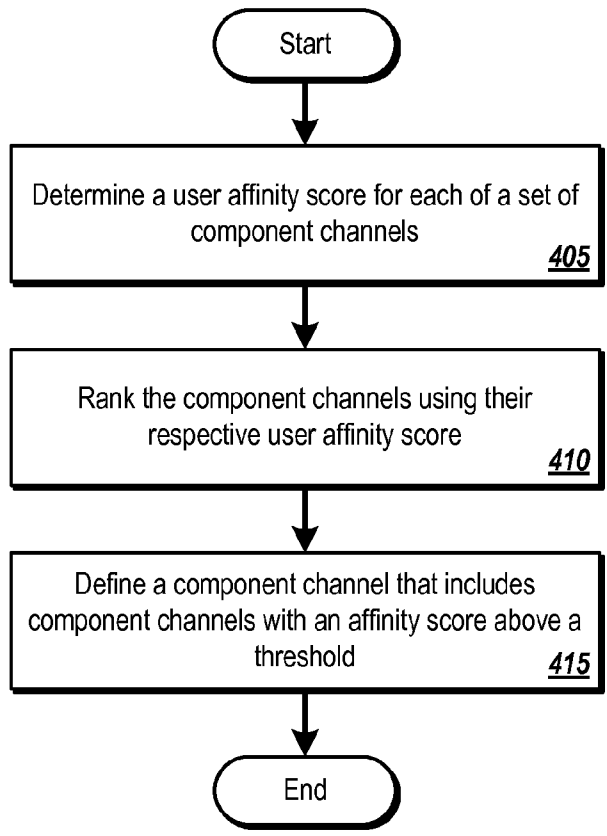 Start
Determine a user affinity score for each of a set of
component channels
405
Rank the component channels using their
respective user affinity score
410
Define a component channel that includes
component channels with an affinity score above a
threshold
415
End